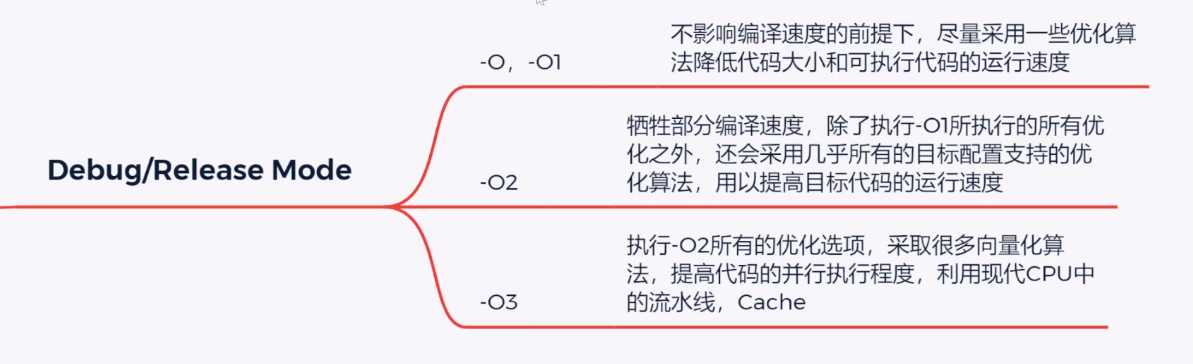 Debug/Release Mode
-O，-O1
不影响编译速度的前提下，尽量采用一些优化算
法降低代码大小和可执行代码的运行速度
-O2
牺牲部分编译速度，除了执行-O1所执行的所有优
化之外，还会采用几乎所有的目标配置支持的优
化算法，用以提高目标代码的运行速度
-O3
执行-O2所有的优化选项，采取很多向量化算
法，提高代码的并行执行程度，利用现代CPU中
的流水线，Cache